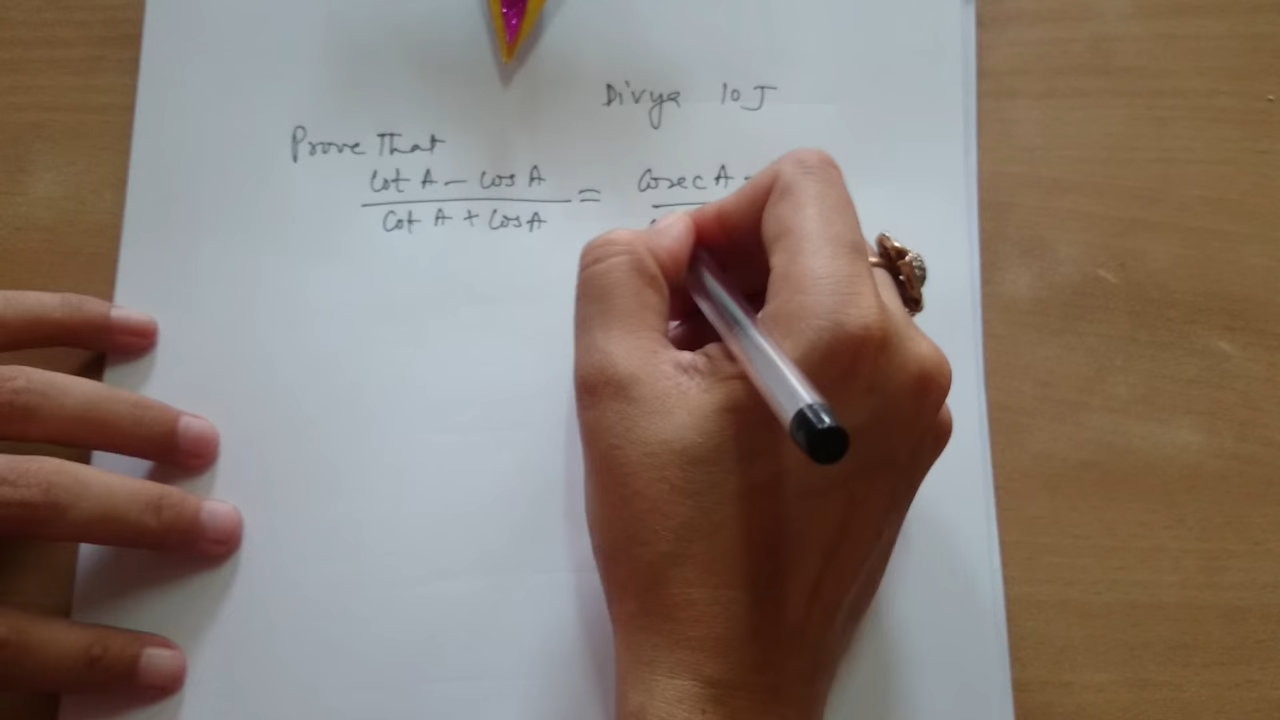 Divya 10 J
Prove That
Cot A - Cos A = Cosec A -
Cot A + Cos A